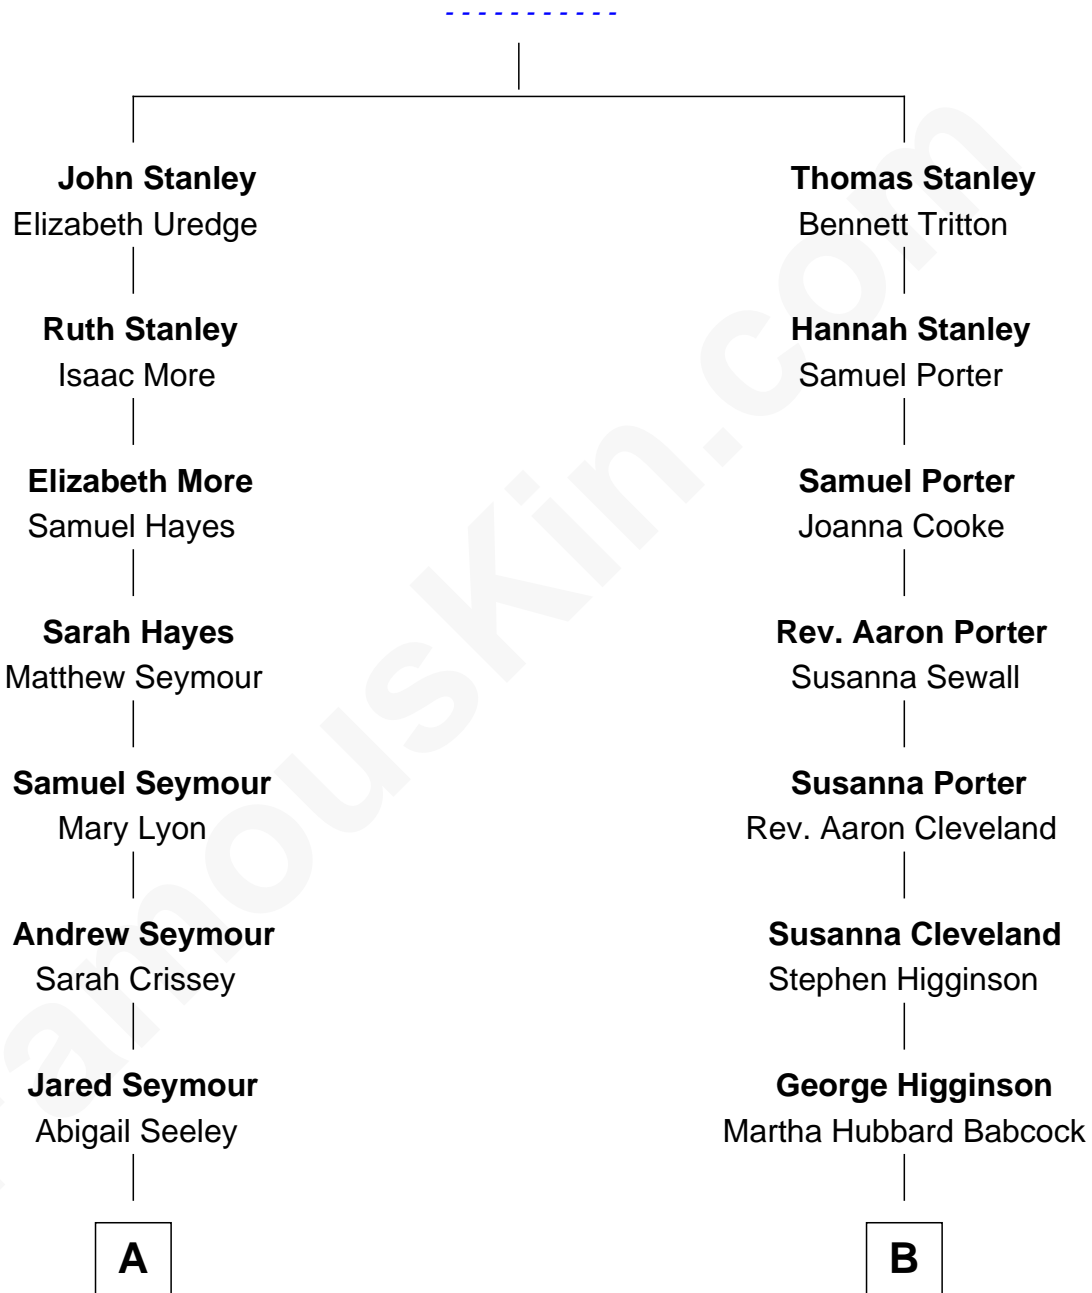 - - - - - - - - - - -
John Stanley
Elizabeth Uredge
Ruth Stanley
Isaac More
Elizabeth More
Samuel Hayes
Sarah Hayes
Matthew Seymour
Samuel Seymour
Mary Lyon
Andrew Seymour
Sarah Crissey
Jared Seymour
Abigail Seeley
A
Thomas Stanley
Bennett Tritton
Hannah Stanley
Samuel Porter
Samuel Porter
Joanna Cooke
Rev. Aaron Porter
Susanna Sewall
Susanna Porter
Rev. Aaron Cleveland
Susanna Cleveland
Stephen Higginson
George Higginson
Martha Hubbard Babcock
B
famousKin.com